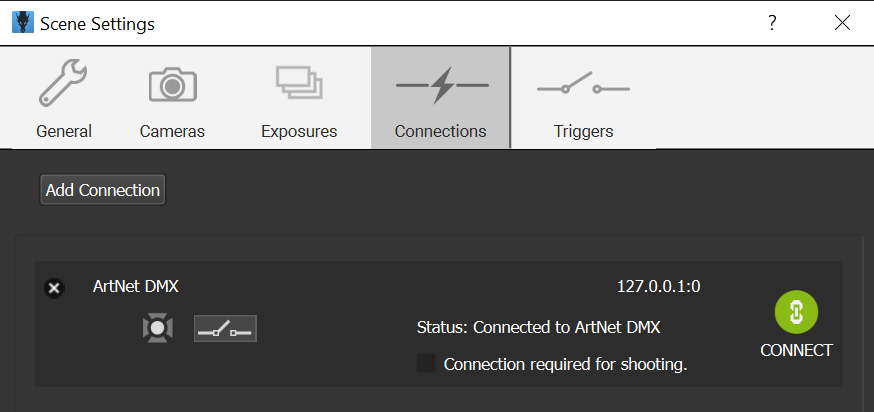 Scene Settings
?
General Cameras Exposures Connections Triggers
Add Connection
ArtNet DMX 127.0.0.1:0
Status: Connected to ArtNet DMX
CONNECT
Connection required for shooting.